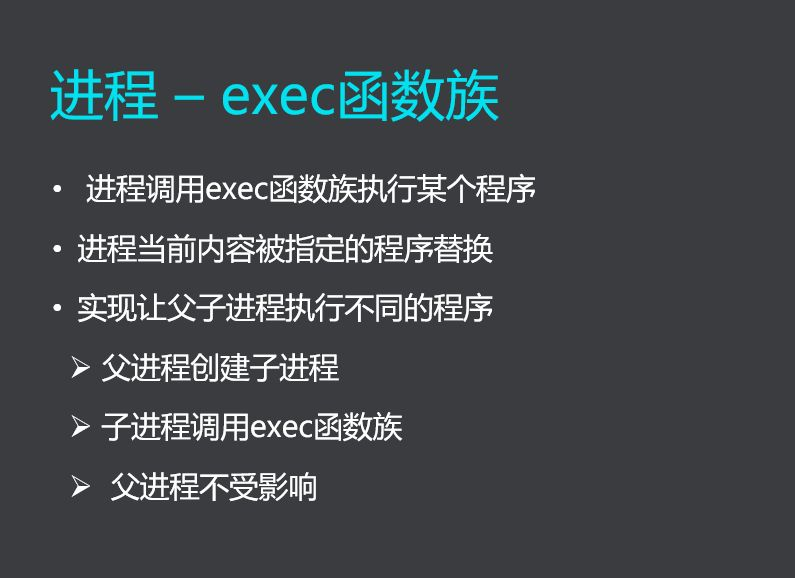 进程 – exec函数族
• 进程调用exec函数族执行某个程序
• 进程当前内容被指定的程序替换
• 实现让父子进程执行不同的程序
➢ 父进程创建子进程
➢ 子进程调用exec函数族
➢ 父进程不受影响